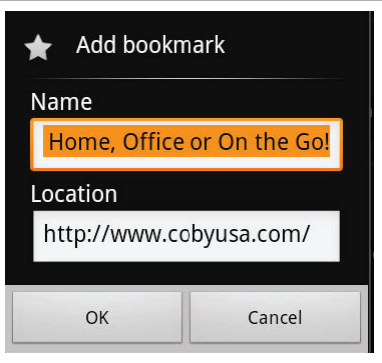 Add bookmark
Name
Home, Office or On the Go!
Location
http://www.cobyusa.com/
OK Cancel